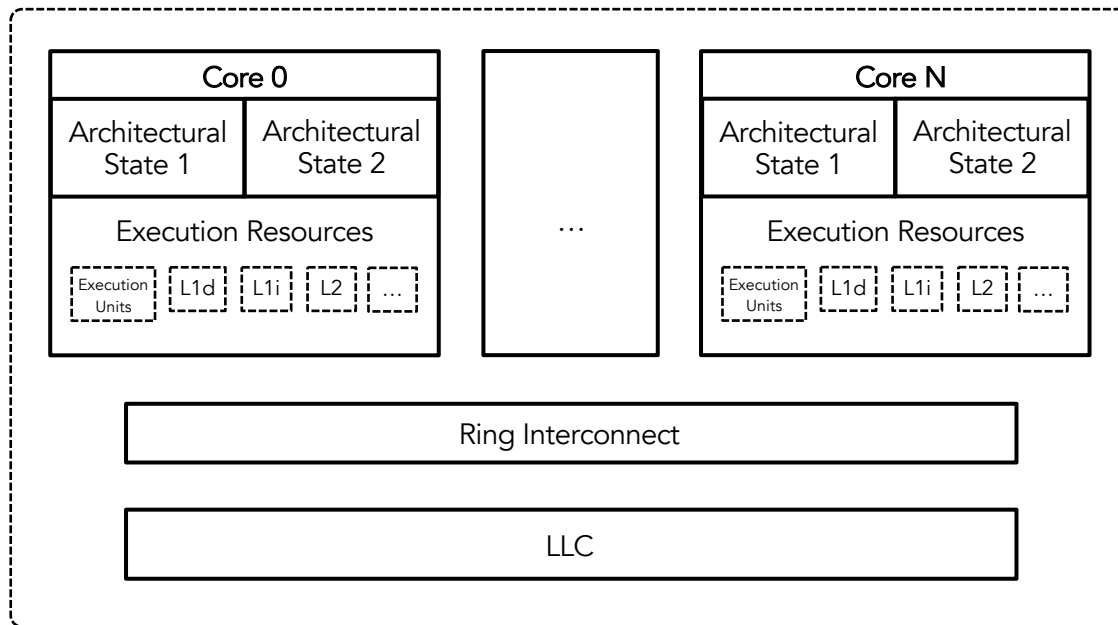 Core 0
Architectural
State 1
Architectural
State 2
Execution Resources
Execution
Units
L1d
L1i
L2
...
...
Core N
Architectural
State 1
Architectural
State 2
Execution Resources
Execution
Units
L1d
L1i
L2
...
Ring Interconnect
LLC